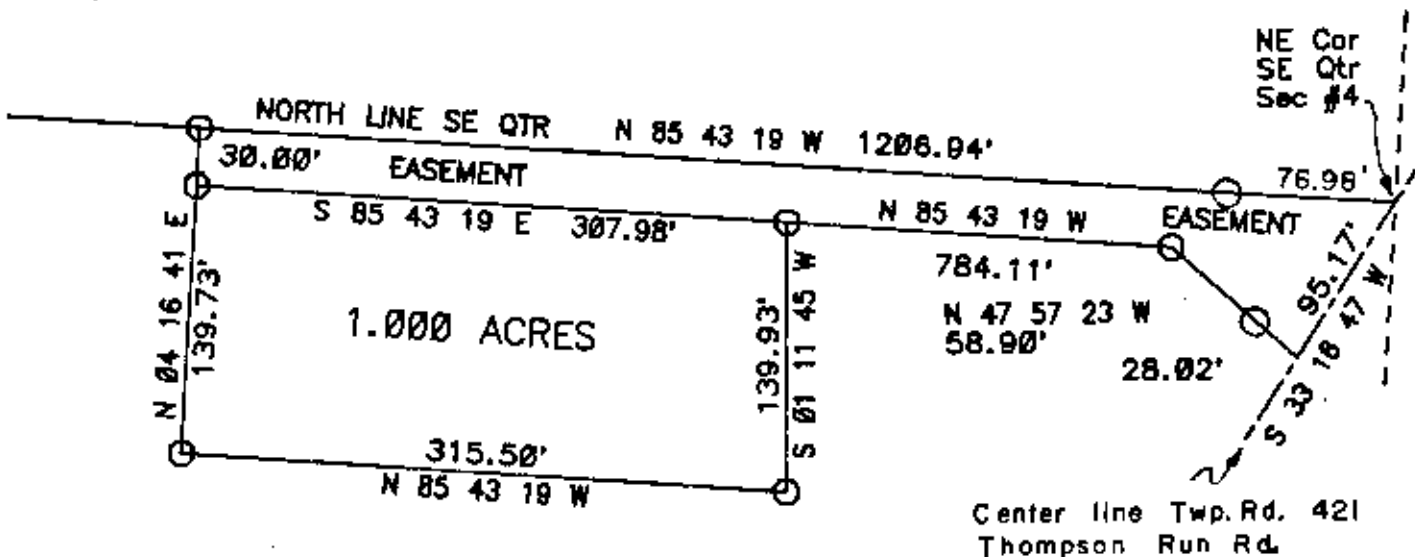 NE Cor
SE Qtr
Sec #4
NORTH LINE SE QTR N 85 43 19 W 1206.94'
30.00'
EASEMENT
76.98'
S 85 43 19 E 307.98'
N 85 43 19 W
EASEMENT
784.11'
95.17'
S 33 18 47 W
N 04 16 41 E
139.73'
1.000 ACRES
139.93'
S 01 11 45 W
N 47 57 23 W
58.90'
28.02'
315.50'
N 85 43 19 W
Center line Twp. Rd. 421
Thompson Run Rd.